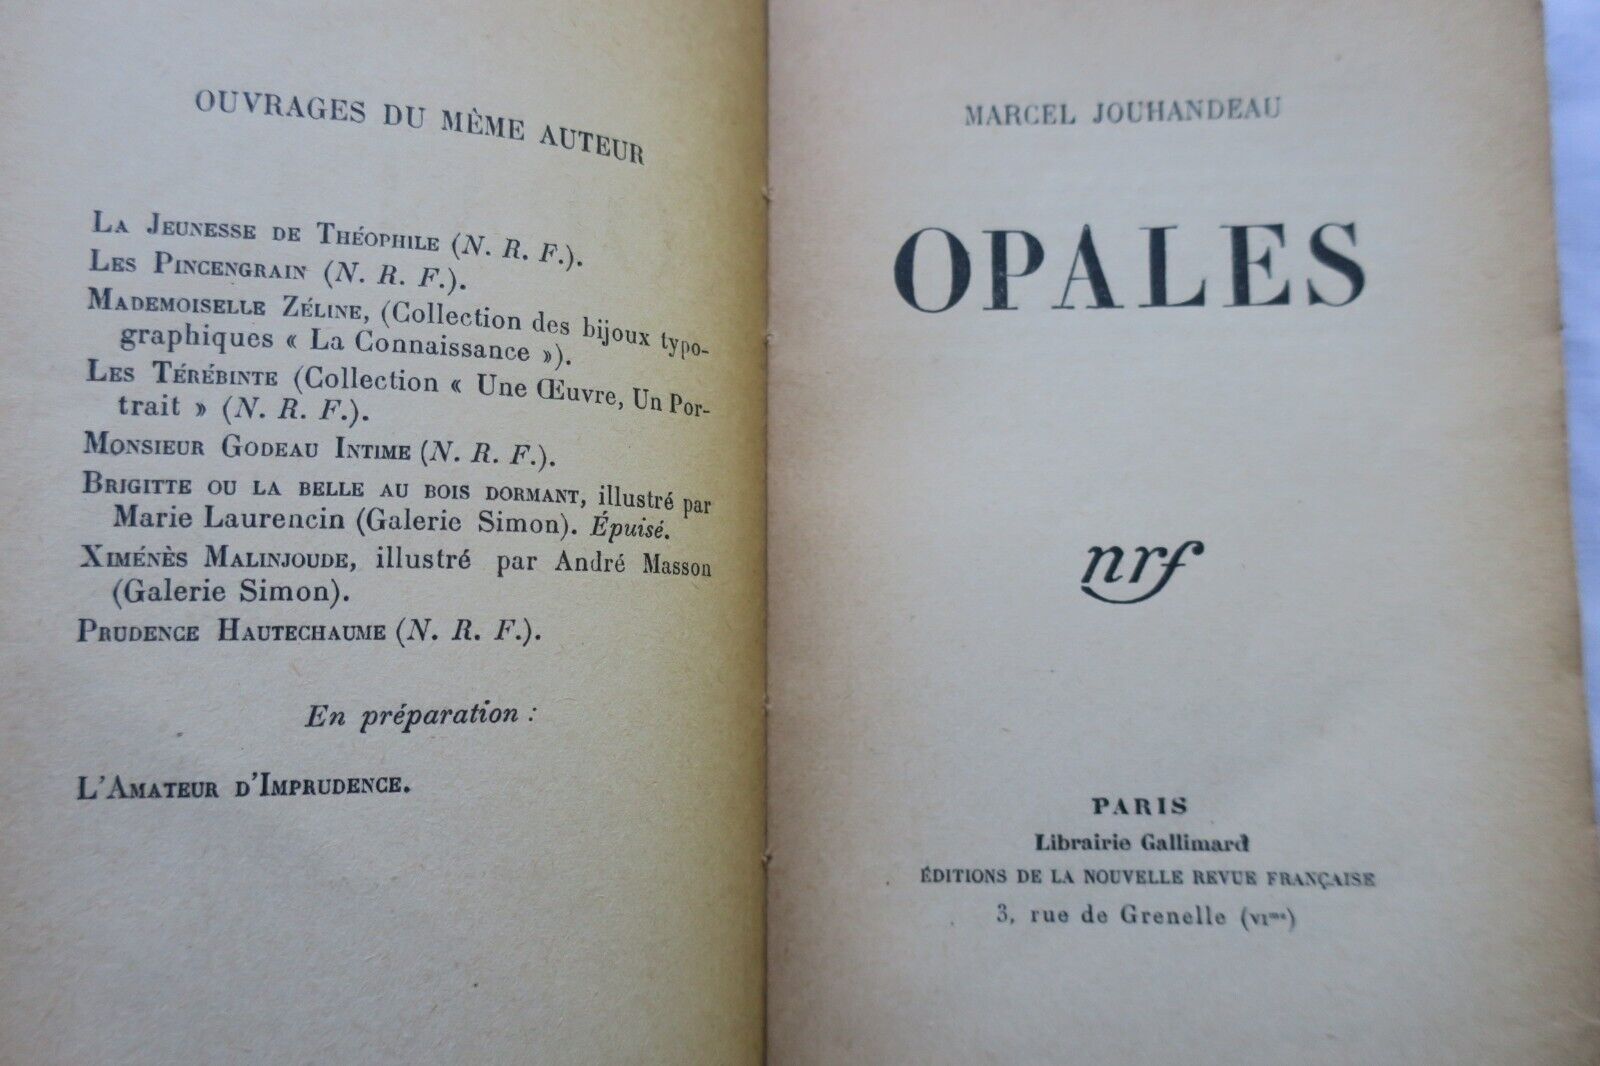 OUVRAGES DU MÊME AUTEUR
LA JEUNESSE DE THÉOPHILE (N. R. F.).
LES PINCENGRAIN (N. R. F.).
MADEMOISELLE ZÉLINE, (Collection des bijoux typo-
graphiques « La Connaissance »).
LES TÉRÉBINTE (Collection « Une Œuvre, Un Por-
trait » (N. R. F.).
MONSIEUR GODEAU INTIME (N. R. F.).
BRIGITTE OU LA BELLE AU BOIS DORMANT, illustré par
Marie Laurencin (Galerie Simon). Épuisé.
XIMÉNÈS MALINJOUDE, illustré par André Masson
(Galerie Simon).
PRUDENCE HAUTECHAUME (N. R. F.).
En préparation :
L'AMATEUR D'IMPRUDENCE.
MARCEL JOUHANDEAU
OPALES
nrf
PARIS
Librairie Gallimard
ÉDITIONS DE LA NOUVELLE REVUE FRANÇAISE
3, rue de Grenelle (VIme)